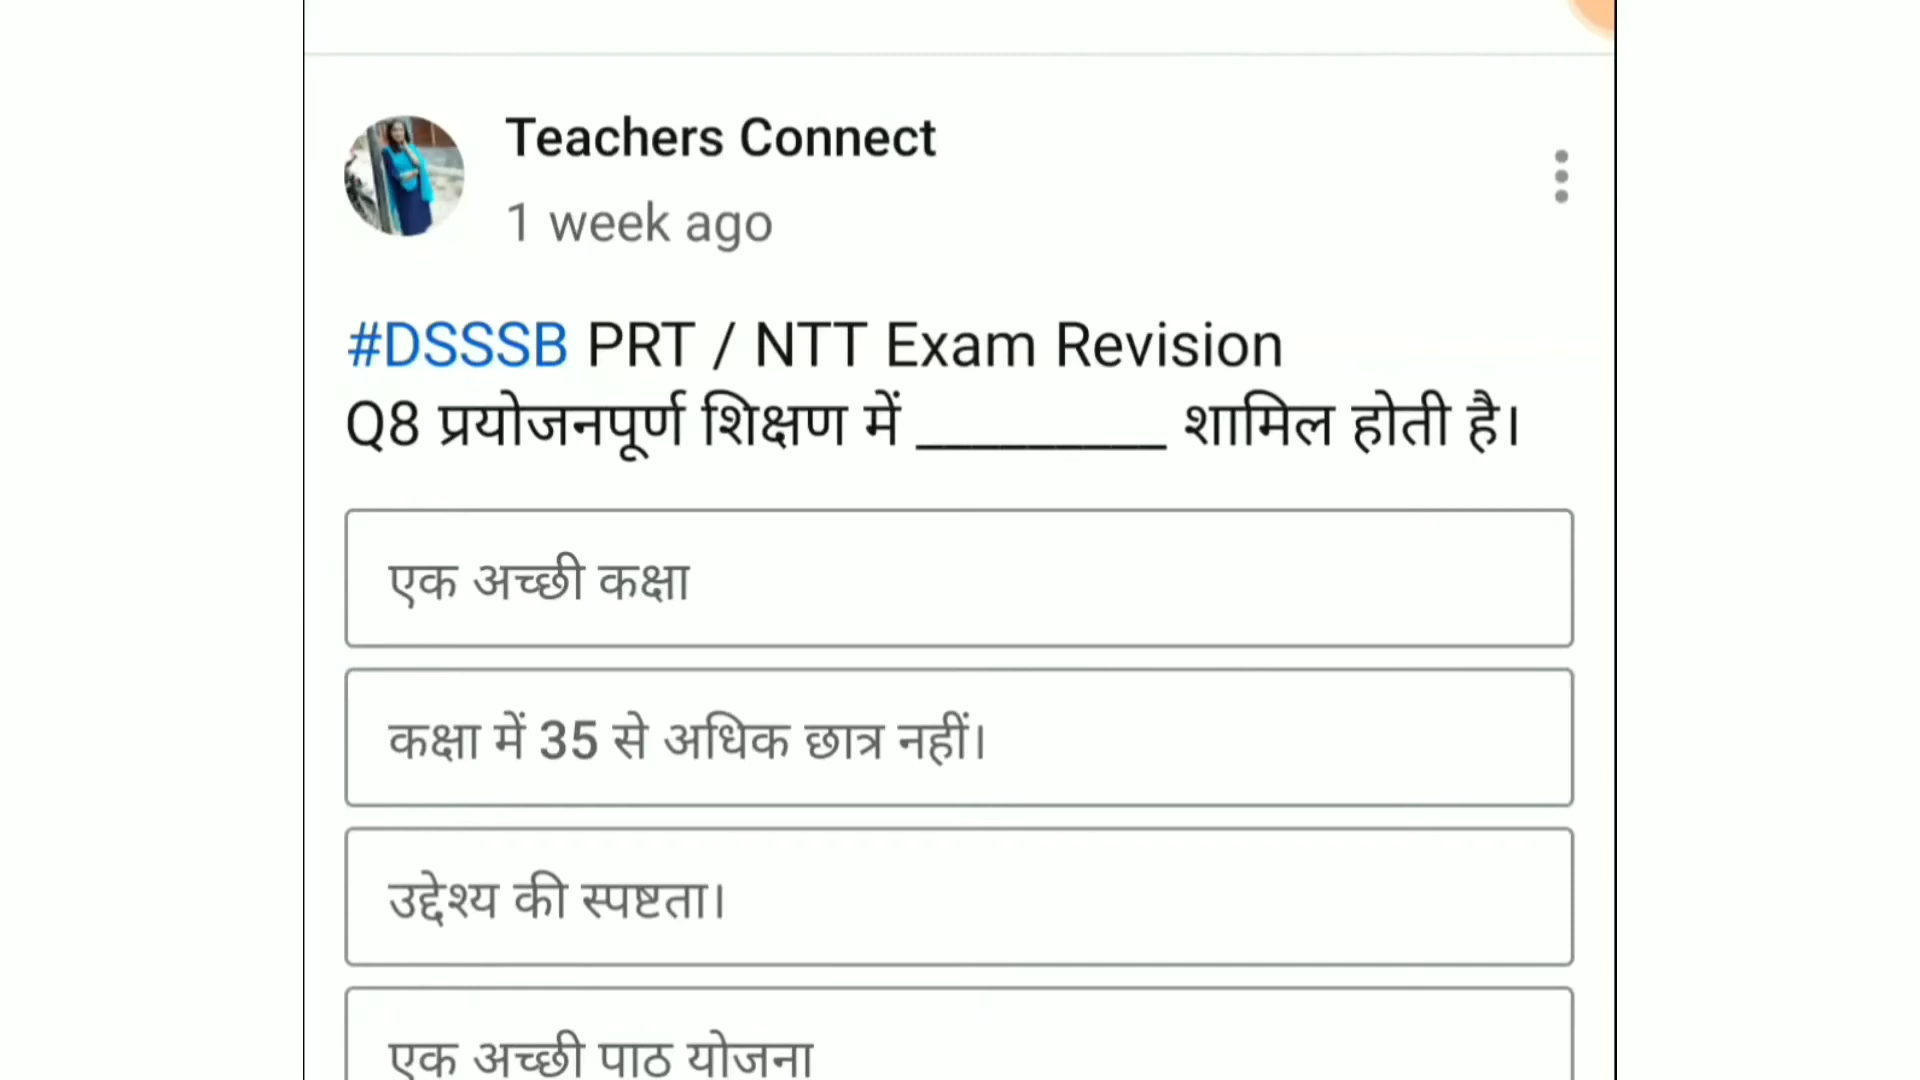 Teachers Connect
1 week ago
#DSSSB PRT / NTT Exam Revision
Q8 प्रयोजनपूर्ण शिक्षण में _________ शामिल होती है।
एक अच्छी कक्षा
कक्षा में 35 से अधिक छात्र नहीं।
उद्देश्य की स्पष्टता।
एक अच्छी पाठ योजना